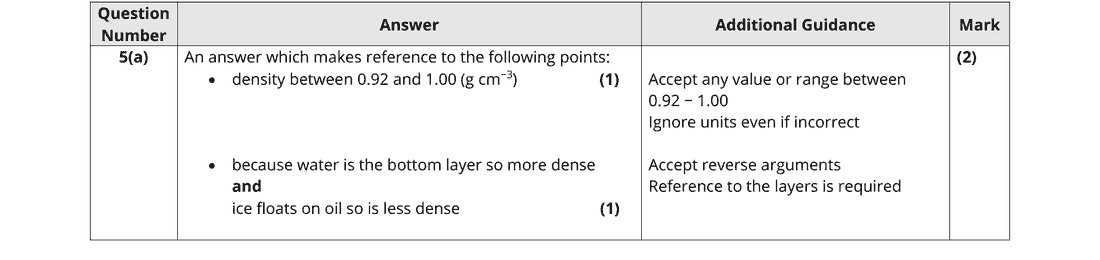 Question Number Answer Additional Guidance Mark
5(a) An answer which makes reference to the following points: (2)
• density between 0.92 and 1.00 (g cm⁻³) (1) Accept any value or range between
0.92 – 1.00
Ignore units even if incorrect
• because water is the bottom layer so more dense Accept reverse arguments
and Reference to the layers is required
ice floats on oil so is less dense (1)